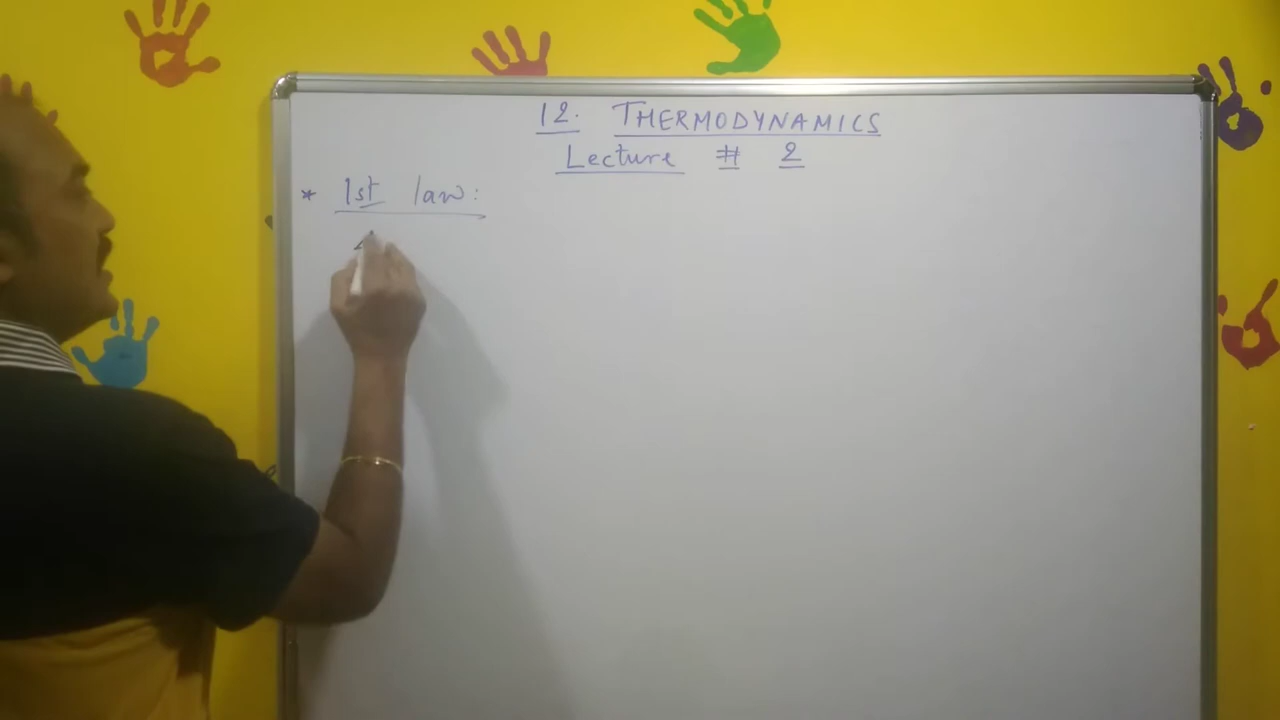 12. THERMODYNAMICS
Lecture # 2
* 1st law: